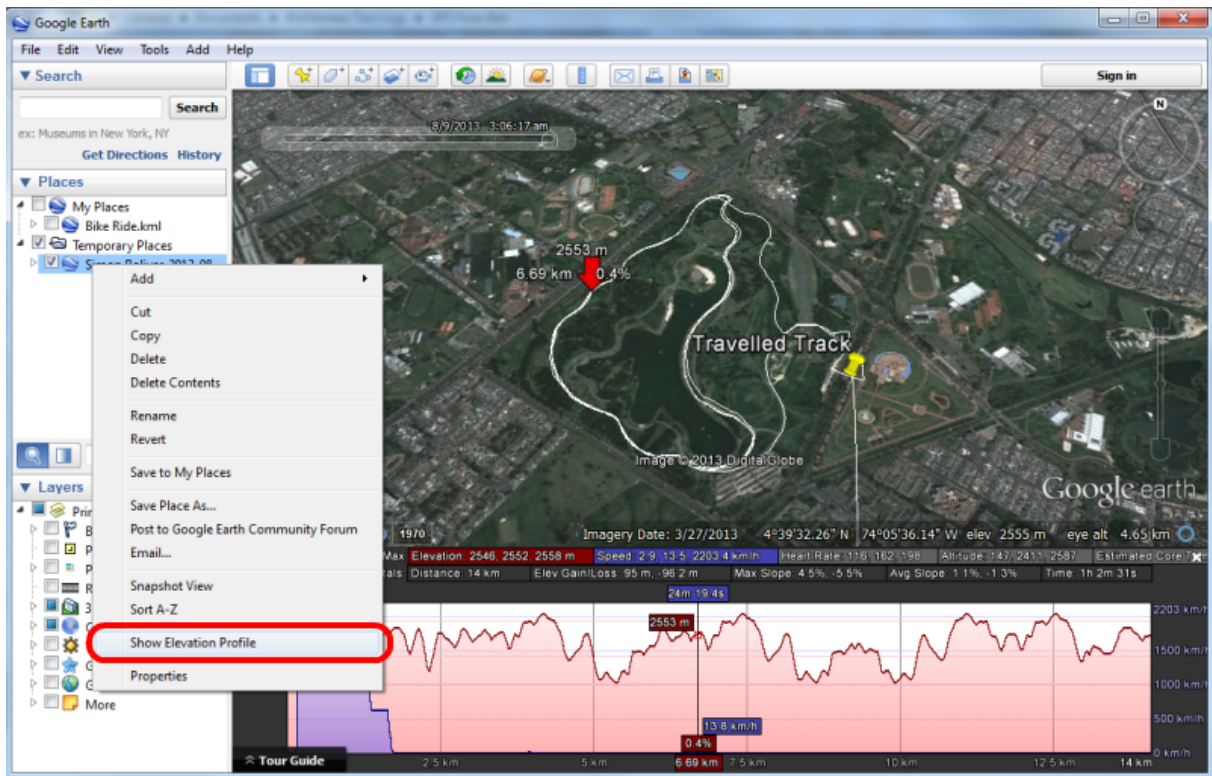 Google Earth
File Edit View Tools Add Help
Search
Search
ex: Museums in New York, NY
Get Directions History
Places
My Places
Bike Ride.kml
Temporary Places
Simon Bolivar 2013-08
Add
Cut
Copy
Delete
Delete Contents
Rename
Revert
Save to My Places
Save Place As...
Post to Google Earth Community Forum
Email...
Snapshot View
Sort A-Z
Show Elevation Profile
Properties
Layers
Pri
B
P
P
R
3
G
G
More
Sign in
N
8/9/2013 3:06:17 am
2553 m
6.69 km 0.4%
Travelled Track
Image © 2013 DigitalGlobe
Google earth
1970
Imagery Date: 3/27/2013 4°39'32.26" N 74°05'36.14" W elev 2555 m eye alt 4.65 km
Max Elevation: 2546, 2552, 2558 m Speed: 2.9, 13.5, 2203.4 km/h Heart Rate: 116, 162, 198 Altitude: 147, 2411, 2587 Estimated Core Tem
tals: Distance: 14 km Elev Gain/Loss: 95 m, -96.2 m Max Slope: 4.5%, -5.5% Avg Slope: 1.1%, -1.3% Time: 1h 2m 31s
24m 19.4s
2203 km/h
2553 m
1500 km/h
1000 km/h
500 km/h
13.8 km/h
0.4%
0 km/h
Tour Guide
2.5 km 5 km 6.69 km 7.5 km 10 km 12.5 km 14 km